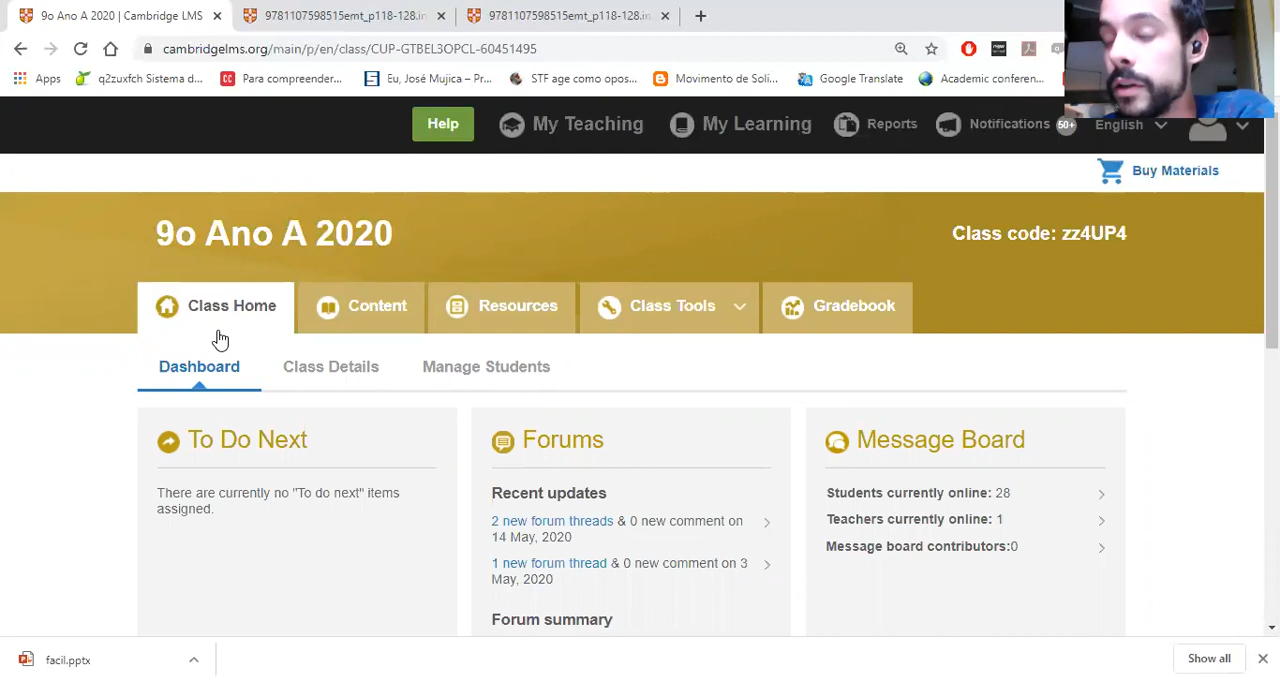 9o Ano A 2020 | Cambridge LMS
9781107598515emt_p118-128.in
9781107598515emt_p118-128.in
cambridgelms.org/main/p/en/class/CUP-GTBEL3OPCL-60451495
Apps
q2zuxfch Sistema d...
Para compreender...
Eu, José Mujica – Pr...
STF age como opos...
Movimento de Soli...
Google Translate
Academic conferen...
Help
My Teaching
My Learning
Reports
Notifications 50+
English
Buy Materials
9o Ano A 2020
Class code: zz4UP4
Class Home
Content
Resources
Class Tools
Gradebook
Dashboard
Class Details
Manage Students
To Do Next
There are currently no "To do next" items
assigned.
Forums
Recent updates
2 new forum threads & 0 new comment on
14 May, 2020
1 new forum thread & 0 new comment on 3
May, 2020
Forum summary
Message Board
Students currently online: 28
Teachers currently online: 1
Message board contributors:0
facil.pptx
Show all